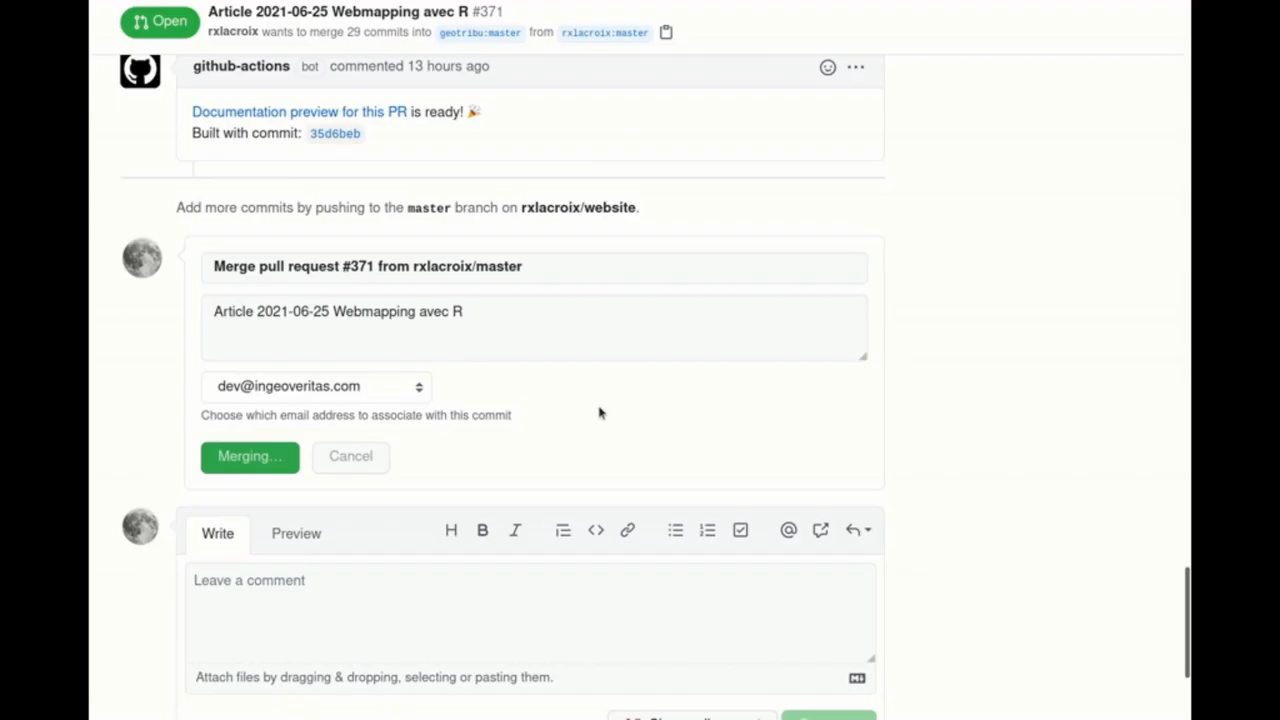 Open
Article 2021-06-25 Webmapping avec R #371
rxlacroix wants to merge 29 commits into geotribu:master from rxlacroix:master
github-actions bot commented 13 hours ago
Documentation preview for this PR is ready! 🎉
Built with commit: 35d6beb
Add more commits by pushing to the master branch on rxlacroix/website.
Merge pull request #371 from rxlacroix/master
Article 2021-06-25 Webmapping avec R
dev@ingeoveritas.com
Choose which email address to associate with this commit
Merging…
Cancel
Write
Preview
Leave a comment
Attach files by dragging & dropping, selecting or pasting them.